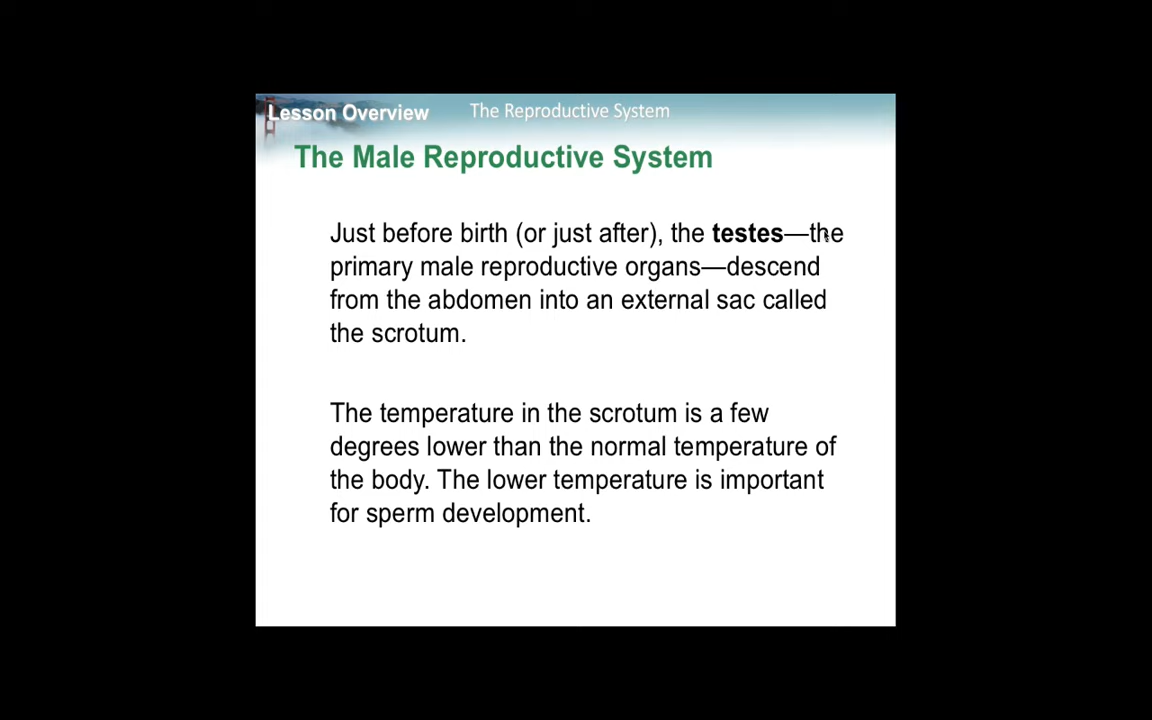 Lesson Overview The Reproductive System
The Male Reproductive System
Just before birth (or just after), the testes—the
primary male reproductive organs—descend
from the abdomen into an external sac called
the scrotum.
The temperature in the scrotum is a few
degrees lower than the normal temperature of
the body. The lower temperature is important
for sperm development.